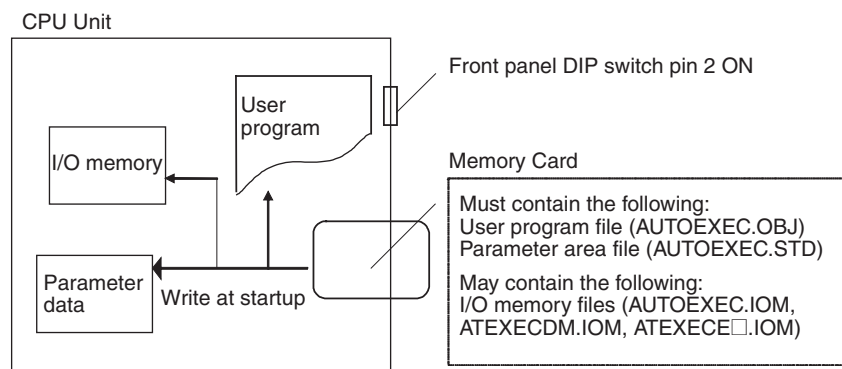 CPU Unit
Front panel DIP switch pin 2 ON
User
program
I/O memory
Memory Card
Must contain the following:
User program file (AUTOEXEC.OBJ)
Parameter area file (AUTOEXEC.STD)
May contain the following:
I/O memory files (AUTOEXEC.IOM,
ATEXECDM.IOM, ATEXECE□.IOM)
Parameter
data
Write at startup